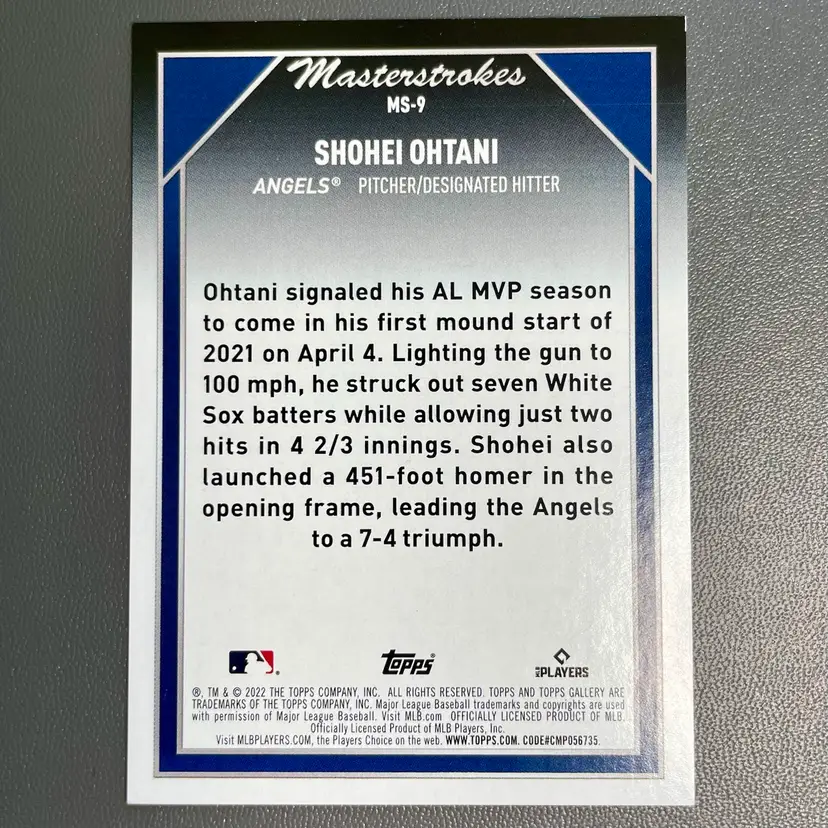 Masterstrokes
MS-9
SHOHEI OHTANI
ANGELS® PITCHER/DESIGNATED HITTER
Ohtani signaled his AL MVP season
to come in his first mound start of
2021 on April 4. Lighting the gun to
100 mph, he struck out seven White
Sox batters while allowing just two
hits in 4 2/3 innings. Shohei also
launched a 451-foot homer in the
opening frame, leading the Angels
to a 7-4 triumph.
topps®
MLB PLAYERS
®, TM & © 2022 THE TOPPS COMPANY, INC. ALL RIGHTS RESERVED. TOPPS AND TOPPS GALLERY ARE
TRADEMARKS OF THE TOPPS COMPANY, INC. Major League Baseball trademarks and copyrights are used
with permission of Major League Baseball. Visit MLB.com OFFICIALLY LICENSED PRODUCT OF MLB
Officially Licensed Product of MLB Players, Inc.
Visit MLBPLAYERS.COM, the Players Choice on the web. WWW.TOPPS.COM. CODE#CMP056735.